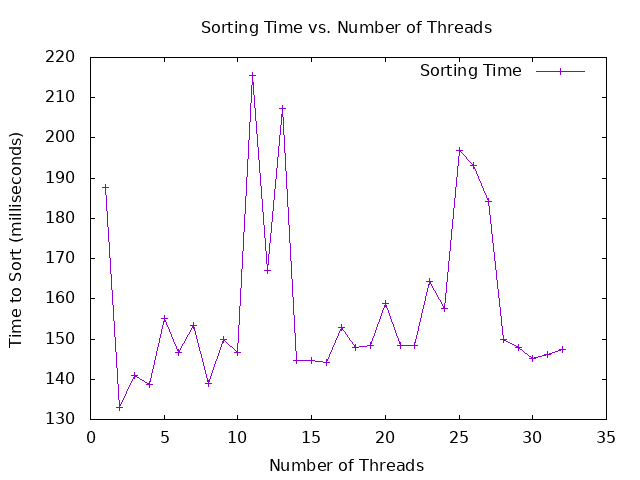 Sorting Time vs. Number of Threads
Sorting Time
220
210
200
190
180
170
160
150
140
130
Time to Sort (milliseconds)
0 5 10 15 20 25 30 35
Number of Threads